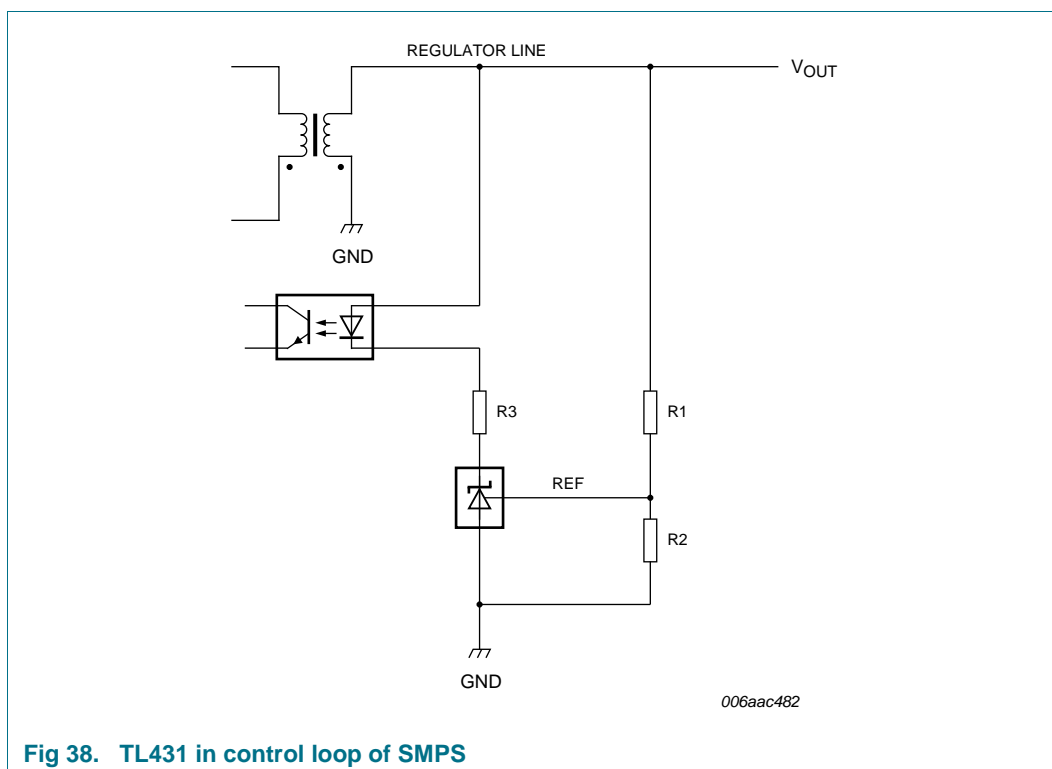 REGULATOR LINE
VOUT
GND
R3
R1
REF
R2
GND
006aac482
Fig 38. TL431 in control loop of SMPS